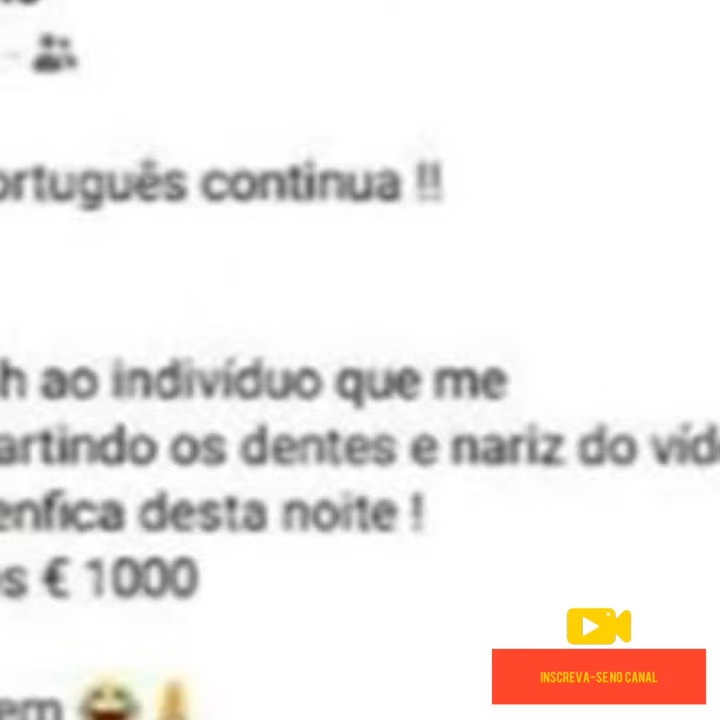 ortuguês continua !!
h ao indivíduo que me
artindo os dentes e nariz do víd
enfica desta noite !
s € 1000
em
INSCREVA-SE NO CANAL